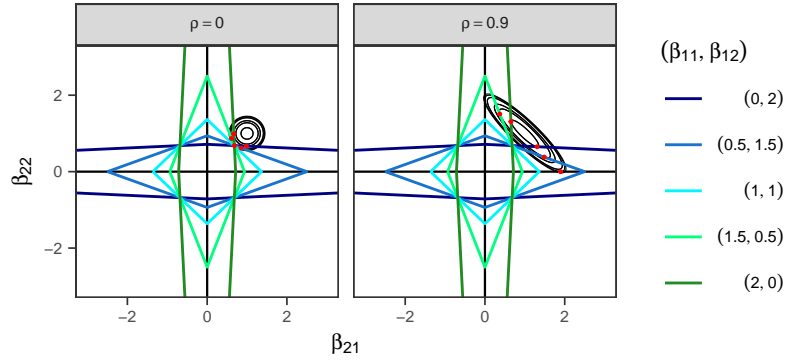 ρ = 0
ρ = 0.9
2
0
−2
β22
−2
0
2
−2
0
2
β21
(β11, β12)
(0, 2)
(0.5, 1.5)
(1, 1)
(1.5, 0.5)
(2, 0)